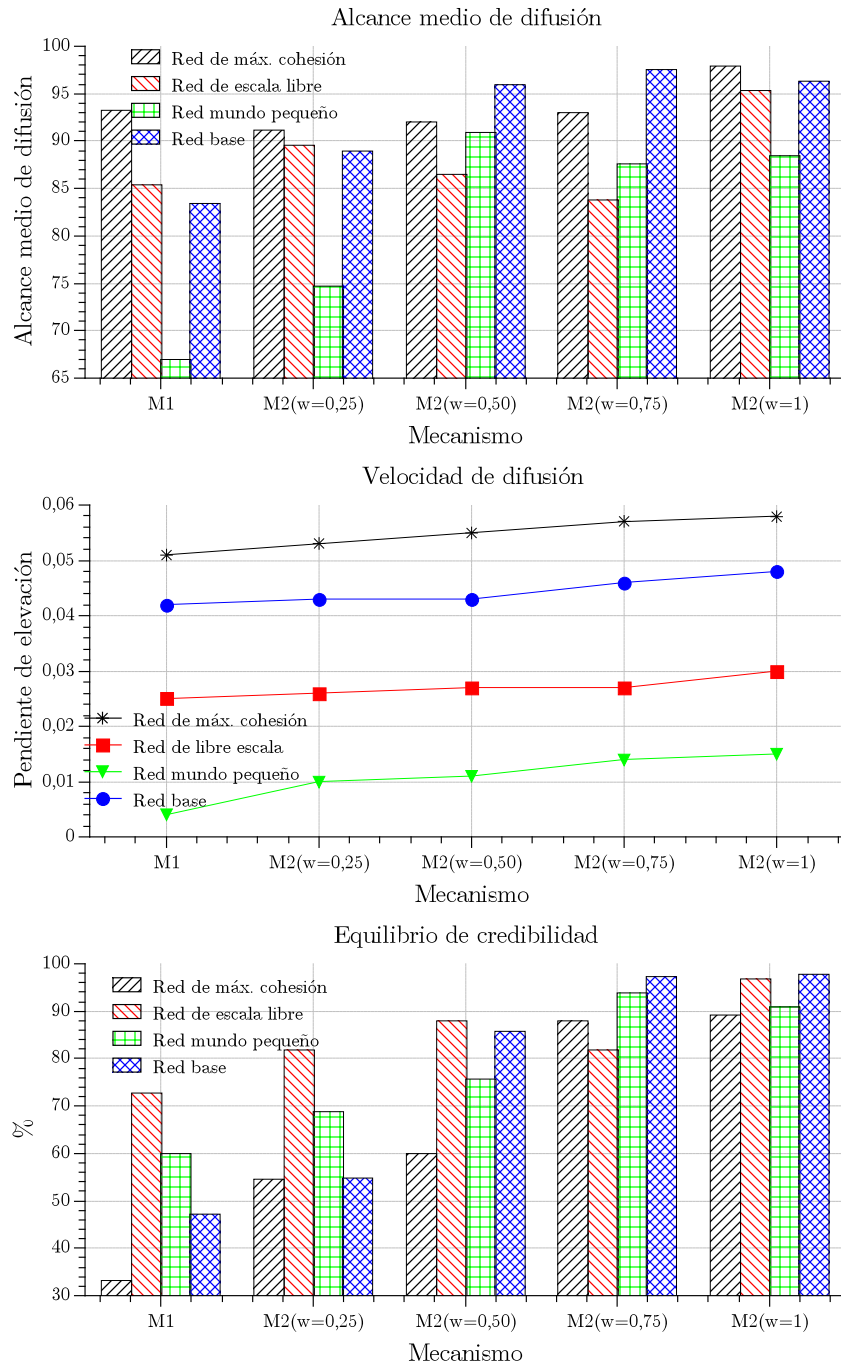 Alcance medio de difusión
Alcance medio de difusión
100
95
90
85
80
75
70
65
Red de máx. cohesión
Red de escala libre
Red mundo pequeño
Red base
M1 M2(w=0,25) M2(w=0,50) M2(w=0,75) M2(w=1)
Mecanismo
Velocidad de difusión
Pendiente de elevación
0,06
0,05
0,04
0,03
0,02
0,01
0
Red de máx. cohesión
Red de libre escala
Red mundo pequeño
Red base
M1 M2(w=0,25) M2(w=0,50) M2(w=0,75) M2(w=1)
Mecanismo
Equilibrio de credibilidad
%
100
90
80
70
60
50
40
30
Red de máx. cohesión
Red de escala libre
Red mundo pequeño
Red base
M1 M2(w=0,25) M2(w=0,50) M2(w=0,75) M2(w=1)
Mecanismo